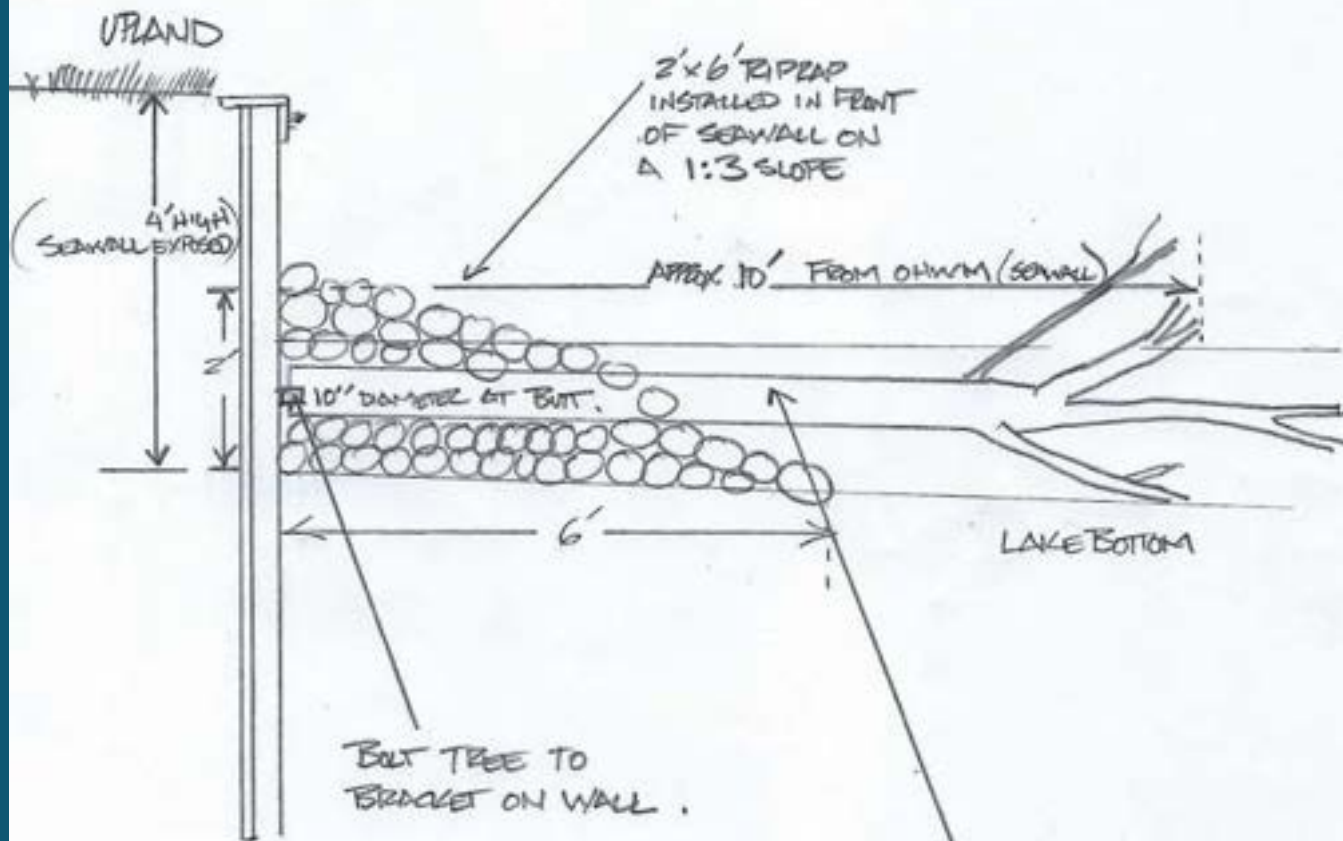 UPLAND
2'x6' RIPRAP
INSTALLED IN FRONT
OF SEAWALL ON
A 1:3 SLOPE
4' HIGH
(SEAWALL EXPOSED)
APPROX 10' FROM OHWM (SEAWALL)
2'
10" DIAMETER AT BUTT.
6'
LAKE BOTTOM
BOLT TREE TO
BRACKET ON WALL.